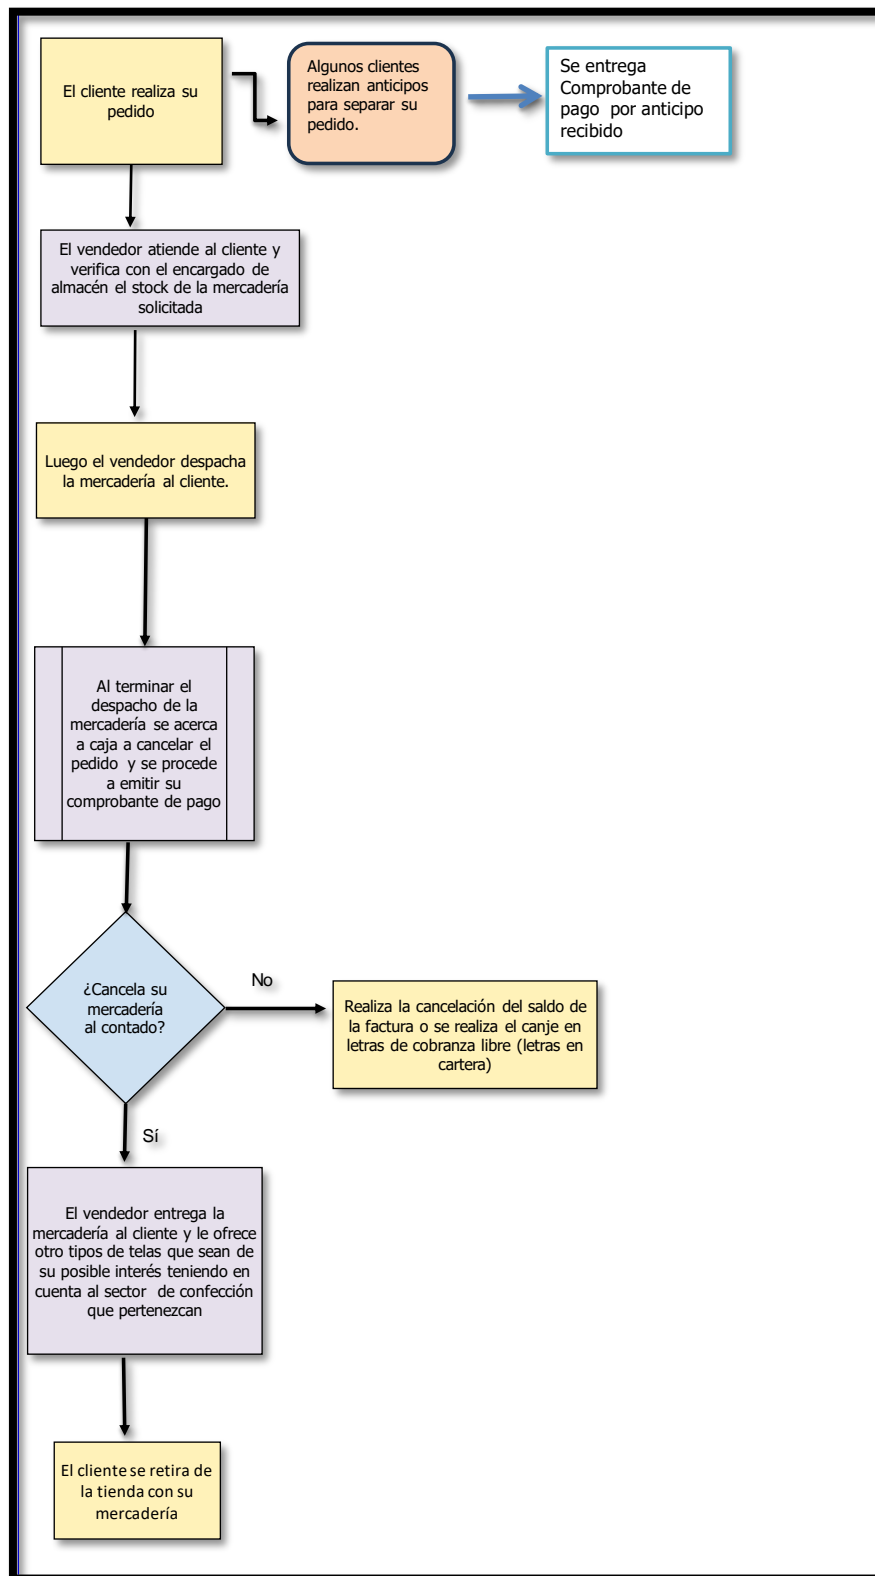 El cliente realiza su
pedido
Algunos clientes
realizan anticipos
para separar su
pedido.
Se entrega
Comprobante de
pago por anticipo
recibido
El vendedor atiende al cliente y
verifica con el encargado de
almacén el stock de la mercadería
solicitada
Luego el vendedor despacha
la mercadería al cliente.
Al terminar el
despacho de la
mercadería se acerca
a caja a cancelar el
pedido y se procede
a emitir su
comprobante de pago
¿Cancela su
mercadería
al contado?
No
Realiza la cancelación del saldo de
la factura o se realiza el canje en
letras de cobranza libre (letras en
cartera)
Sí
El vendedor entrega la
mercadería al cliente y le ofrece
otro tipos de telas que sean de
su posible interés teniendo en
cuenta al sector de confección
que pertenezcan
El cliente se retira de
la tienda con su
mercadería